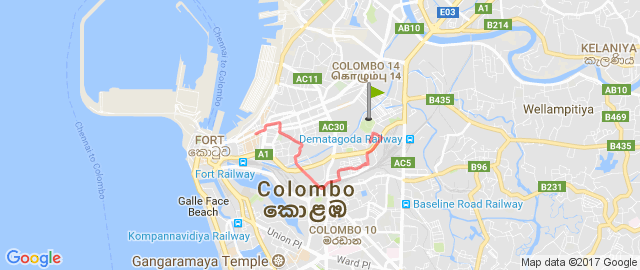 E03
A1
AB10
B214
Chennai to Colombo
KELANIYA
කැලණිය
AB10
COLOMBO 14
கொழும்பு 14
AC11
B435
Wellampitiya
B435
B469
AC30
FORT
කොටුව
Dematagoda Railway
A1
AC5
B96
Fort Railway
B231
Chennai to Colombo
Colombo
කොළඹ
Galle Face
Beach
Baseline Road Railway
Kompannavidiya Railway
COLOMBO 10
මරදාන
Union Pl
Gangaramaya Temple
Ward Pl
Google
Map data ©2017 Google